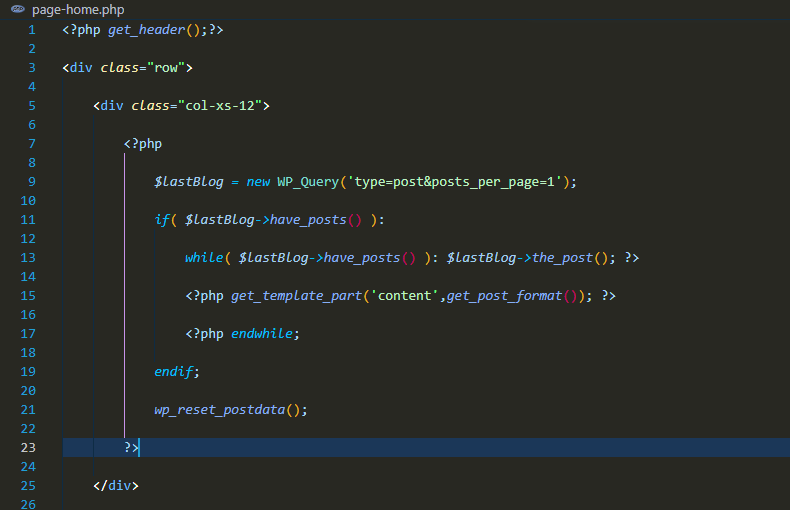 php page-home.php
1 <?php get_header();?>
2
3 <div class="row">
4
5 <div class="col-xs-12">
6
7 <?php
8
9 $lastBlog = new WP_Query('type=post&posts_per_page=1');
10
11 if( $lastBlog->have_posts() ):
12
13 while( $lastBlog->have_posts() ): $lastBlog->the_post(); ?>
14
15 <?php get_template_part('content',get_post_format()); ?>
16
17 <?php endwhile;
18
19 endif;
20
21 wp_reset_postdata();
22
23 ?>
24
25 </div>
26